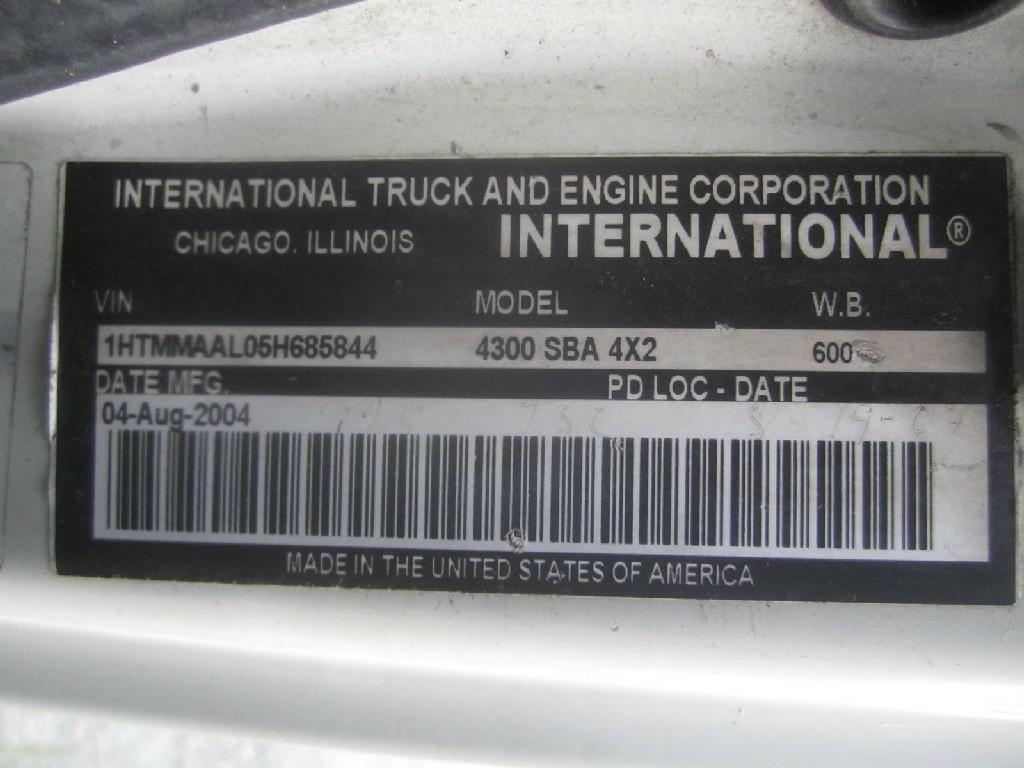 INTERNATIONAL TRUCK AND ENGINE CORPORATION
CHICAGO, ILLINOIS INTERNATIONAL®
VIN MODEL W.B.
1HTMMAAL05H685844 4300 SBA 4X2 600
DATE MFG. PD LOC - DATE
04-Aug-2004
MADE IN THE UNITED STATES OF AMERICA